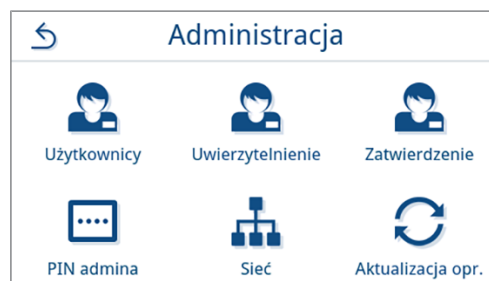 Administracja
Użytkownicy Uwierzytelnienie Zatwierdzenie
PIN admina Sieć Aktualizacja opr.